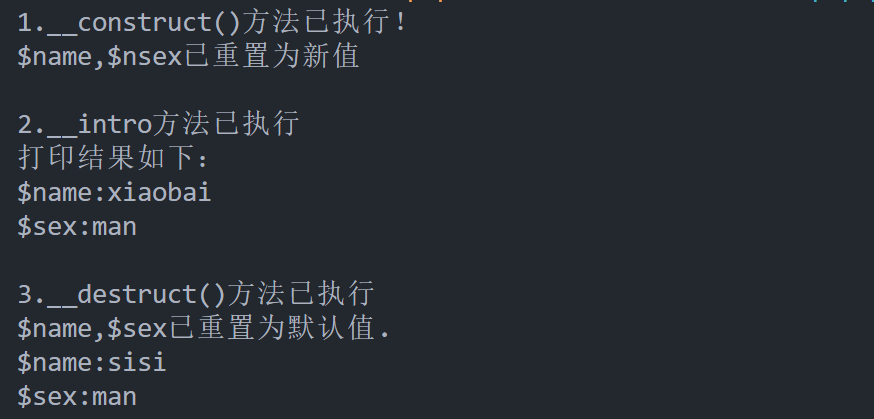 1.__construct()方法已执行！
$name,$nsex已重置为新值
2.__intro方法已执行
打印结果如下：
$name:xiaobai
$sex:man
3.__destruct()方法已执行
$name,$sex已重置为默认值.
$name:sisi
$sex:man